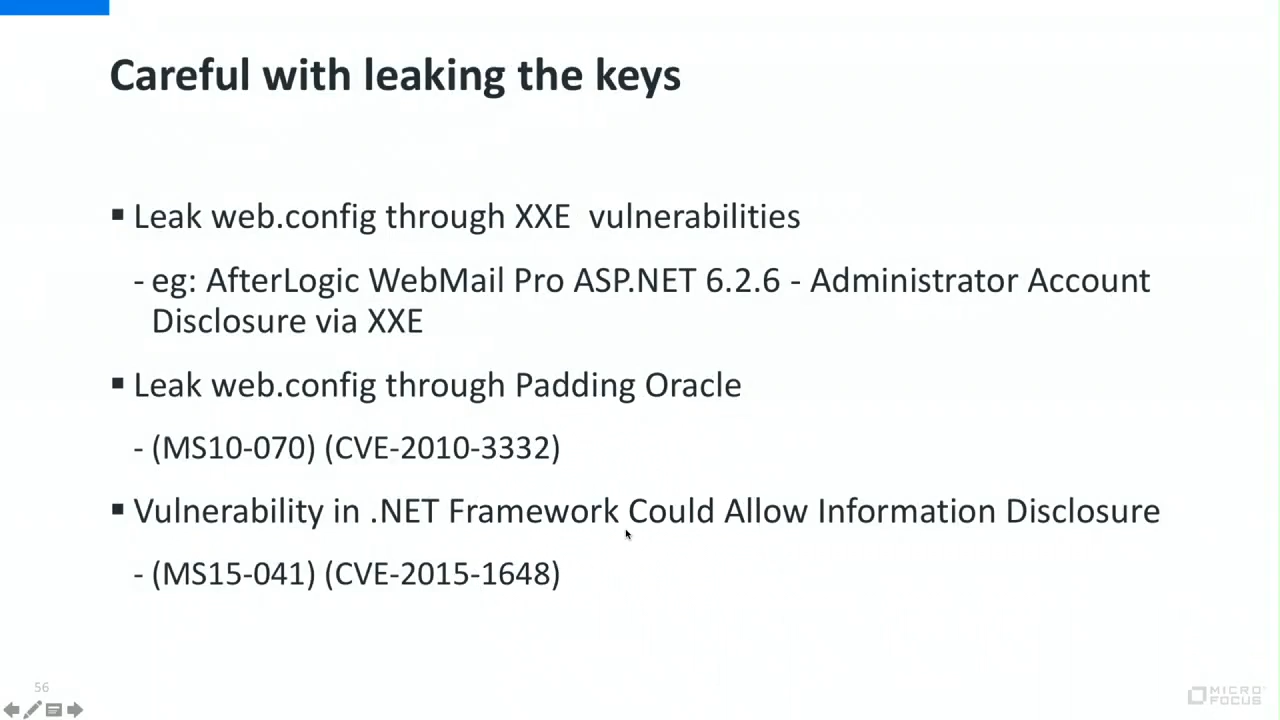 Careful with leaking the keys
▪ Leak web.config through XXE  vulnerabilities
- eg: AfterLogic WebMail Pro ASP.NET 6.2.6 - Administrator Account
Disclosure via XXE
▪ Leak web.config through Padding Oracle
- (MS10-070) (CVE-2010-3332)
▪ Vulnerability in .NET Framework Could Allow Information Disclosure
- (MS15-041) (CVE-2015-1648)
56
MICRO
FOCUS